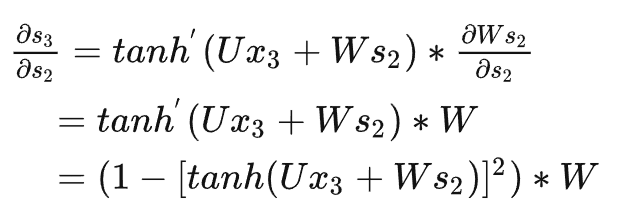 ∂s₃/∂s₂ = tanh′(Ux₃ + Ws₂) * ∂Ws₂/∂s₂
= tanh′(Ux₃ + Ws₂) * W
= (1 − [tanh(Ux₃ + Ws₂)]²) * W